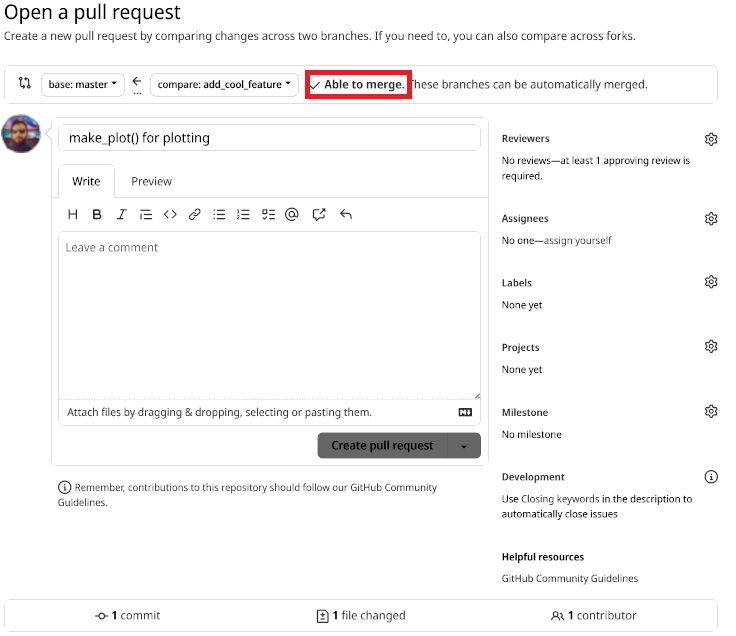 Open a pull request
Create a new pull request by comparing changes across two branches. If you need to, you can also compare across forks.
base: master
...
compare: add_cool_feature
Able to merge. These branches can be automatically merged.
make_plot() for plotting
Write Preview
H B I
Leave a comment
Attach files by dragging & dropping, selecting or pasting them.
Create pull request
Remember, contributions to this repository should follow our GitHub Community
Guidelines.
Reviewers
No reviews—at least 1 approving review is
required.
Assignees
No one—assign yourself
Labels
None yet
Projects
None yet
Milestone
No milestone
Development
Use Closing keywords in the description to
automatically close issues
Helpful resources
GitHub Community Guidelines
1 commit
1 file changed
1 contributor